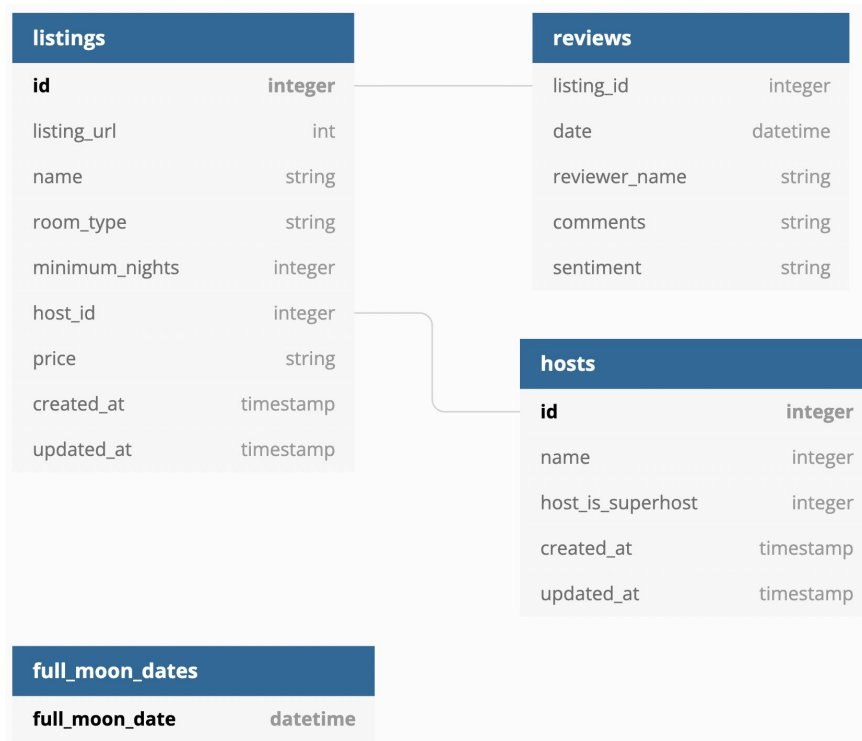 listings
id integer
listing_url int
name string
room_type string
minimum_nights integer
host_id integer
price string
created_at timestamp
updated_at timestamp
reviews
listing_id integer
date datetime
reviewer_name string
comments string
sentiment string
hosts
id integer
name integer
host_is_superhost integer
created_at timestamp
updated_at timestamp
full_moon_dates
full_moon_date datetime